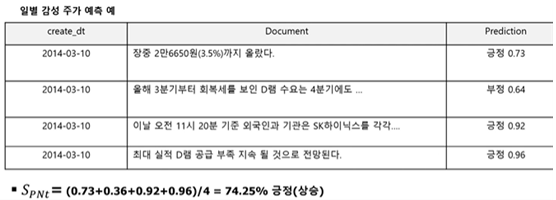 일별 감성 주가 예측 예
create_dt Document Prediction
2014-03-10 장중 2만6650원(3.5%)까지 올랐다. 긍정 0.73
2014-03-10 올해 3분기부터 회복세를 보인 D램 수요는 4분기에도 ... 부정 0.64
2014-03-10 이날 오전 11시 20분 기준 외국인과 기관은 SK하이닉스를 각각.... 긍정 0.92
2014-03-10 최대 실적 D램 공급 부족 지속 될 것으로 전망된다. 긍정 0.96
▪ S_PNt = (0.73+0.36+0.92+0.96)/4 = 74.25% 긍정(상승)